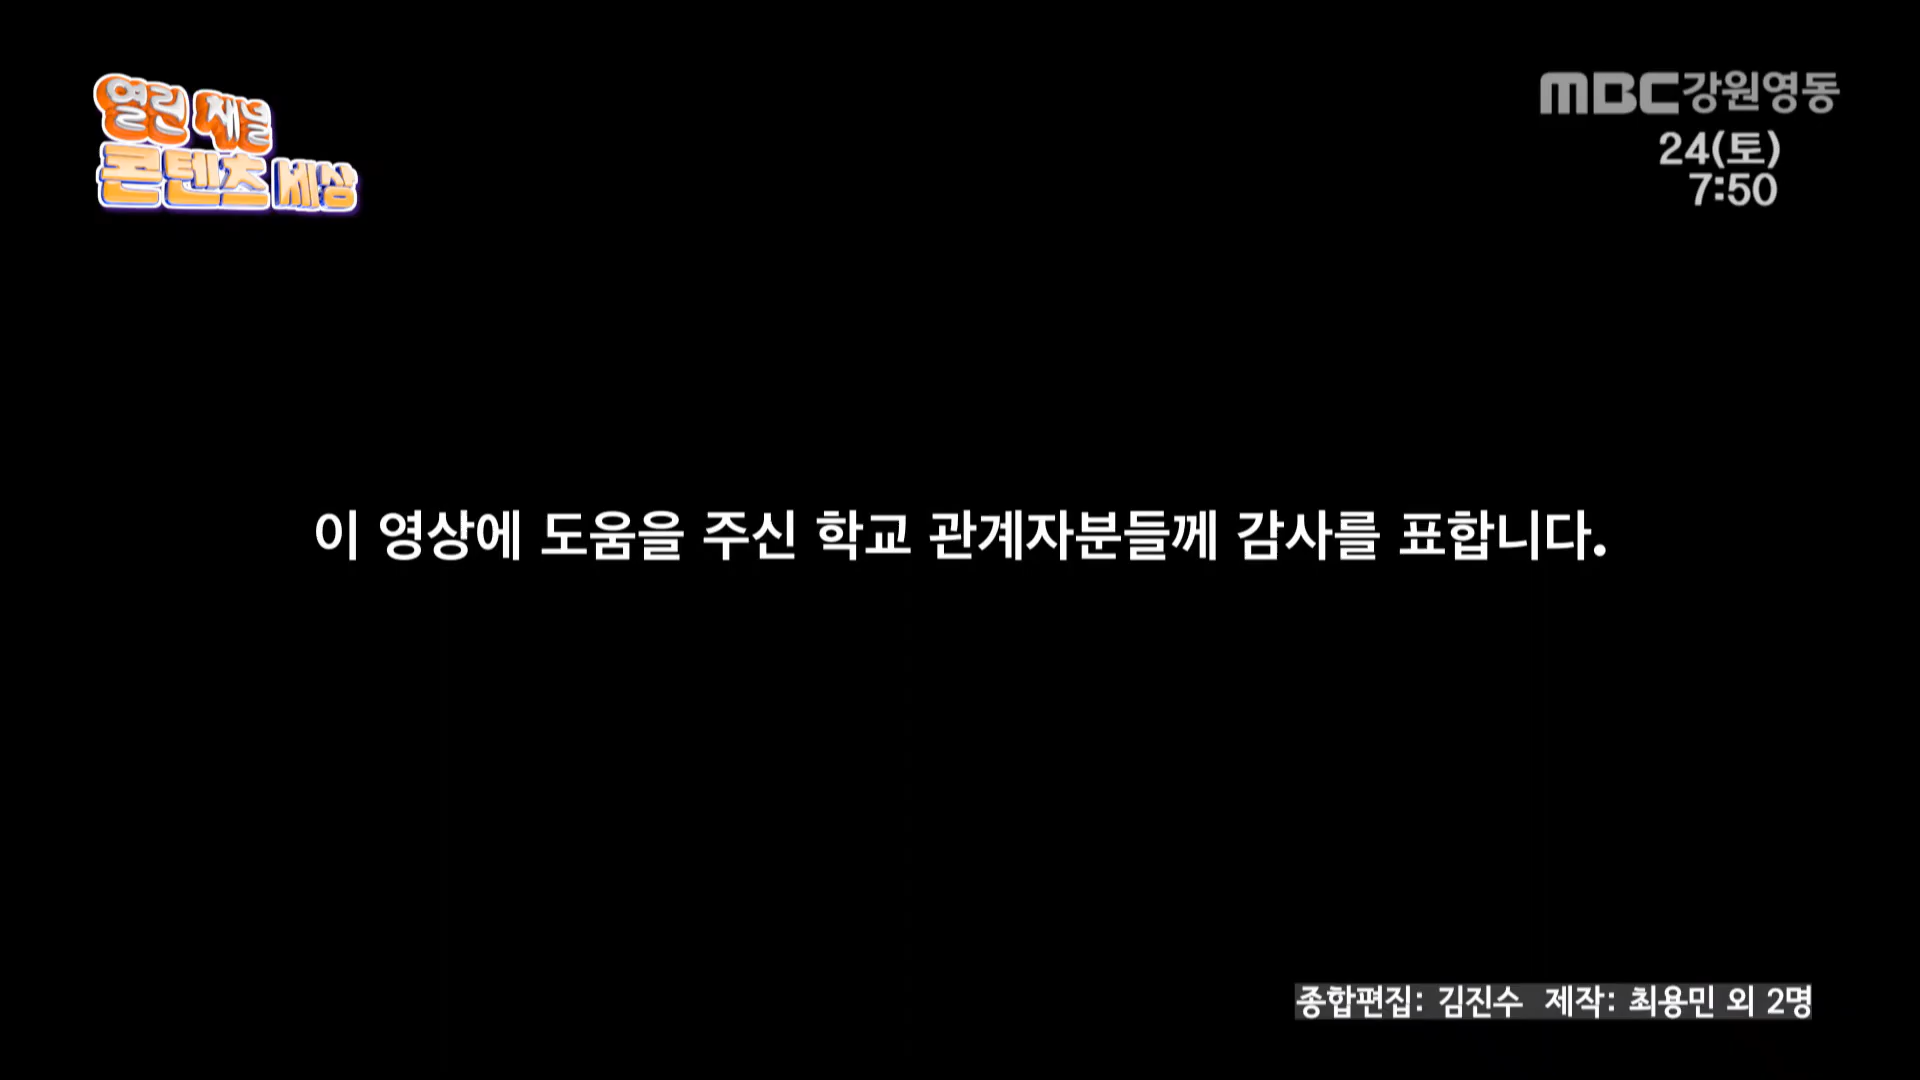 열린 채널
콘텐츠 세상
MBC강원영동
24(토)
7:50
이 영상에 도움을 주신 학교 관계자분들께 감사를 표합니다.
종합편집: 김진수 제작: 최용민 외 2명